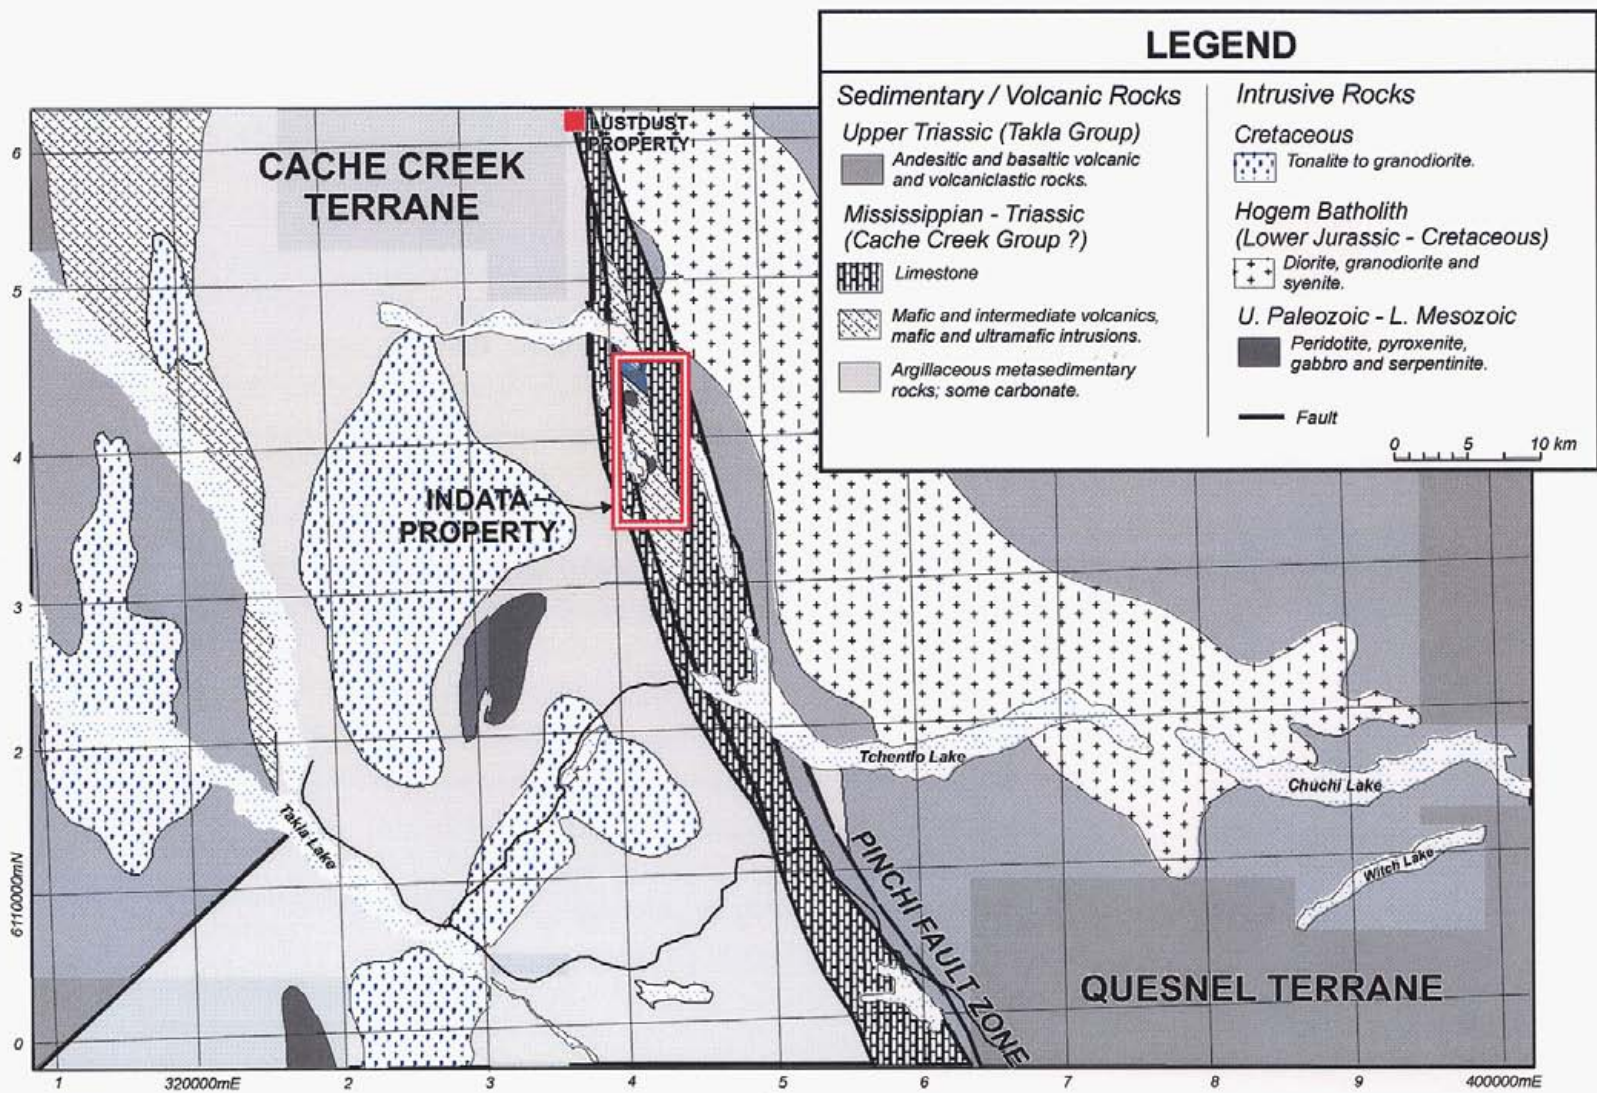 LEGEND
Sedimentary / Volcanic Rocks
Upper Triassic (Takla Group)
Andesitic and basaltic volcanic
and volcaniclastic rocks.
Mississippian - Triassic
(Cache Creek Group ?)
Limestone
Mafic and intermediate volcanics,
mafic and ultramafic intrusions.
Argillaceous metasedimentary
rocks; some carbonate.
Intrusive Rocks
Cretaceous
Tonalite to granodiorite.
Hogem Batholith
(Lower Jurassic - Cretaceous)
Diorite, granodiorite and
syenite.
U. Paleozoic - L. Mesozoic
Peridotite, pyroxenite,
gabbro and serpentinite.
Fault
0 5 10 km
LUSTDUST
PROPERTY
CACHE CREEK
TERRANE
INDATA
PROPERTY
Tchentlo Lake
Chuchi Lake
Witch Lake
Takla Lake
PINCHI FAULT ZONE
QUESNEL TERRANE
6
5
4
3
2
6110000mN
0
1 320000mE 2 3 4 5 6 7 8 9 400000mE